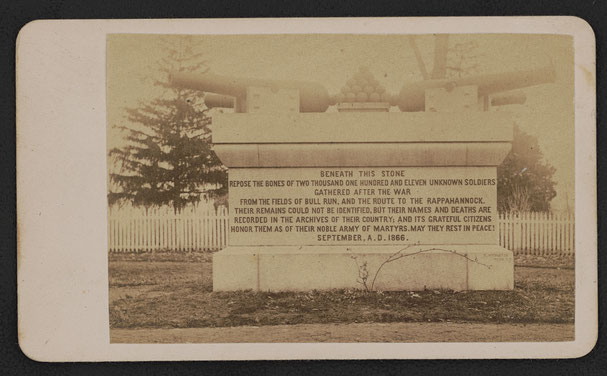 BENEATH THIS STONE
REPOSE THE BONES OF TWO THOUSAND ONE HUNDRED AND ELEVEN UNKNOWN SOLDIERS
GATHERED AFTER THE WAR
FROM THE FIELDS OF BULL RUN, AND THE ROUTE TO THE RAPPAHANNOCK.
THEIR REMAINS COULD NOT BE IDENTIFIED, BUT THEIR NAMES AND DEATHS ARE
RECORDED IN THE ARCHIVES OF THEIR COUNTRY; AND ITS GRATEFUL CITIZENS
HONOR THEM AS OF THEIR NOBLE ARMY OF MARTYRS. MAY THEY REST IN PEACE!
SEPTEMBER, A. D. 1866.